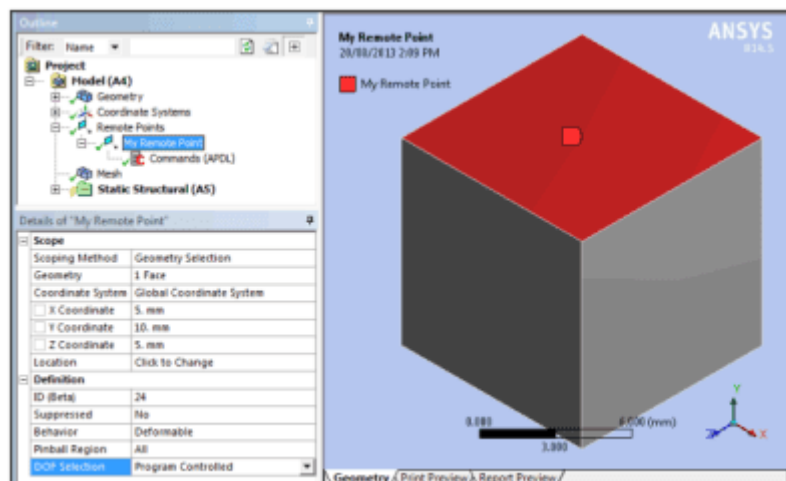 Outline
Filter: Name
Project
Model (A4)
Geometry
Coordinate Systems
Remote Points
My Remote Point
Commands (APDL)
Mesh
Static Structural (A5)
Details of "My Remote Point"
Scope
Scoping Method Geometry Selection
Geometry 1 Face
Coordinate System Global Coordinate System
X Coordinate 5. mm
Y Coordinate 10. mm
Z Coordinate 5. mm
Location Click to Change
Definition
ID (Beta) 24
Suppressed No
Behavior Deformable
Pinball Region All
DOF Selection Program Controlled
My Remote Point
20/08/2013 2:09 PM
My Remote Point
ANSYS
R14.5
0.000 6.000 (mm)
3.000
Y
Z X
Geometry Print Preview Report Preview